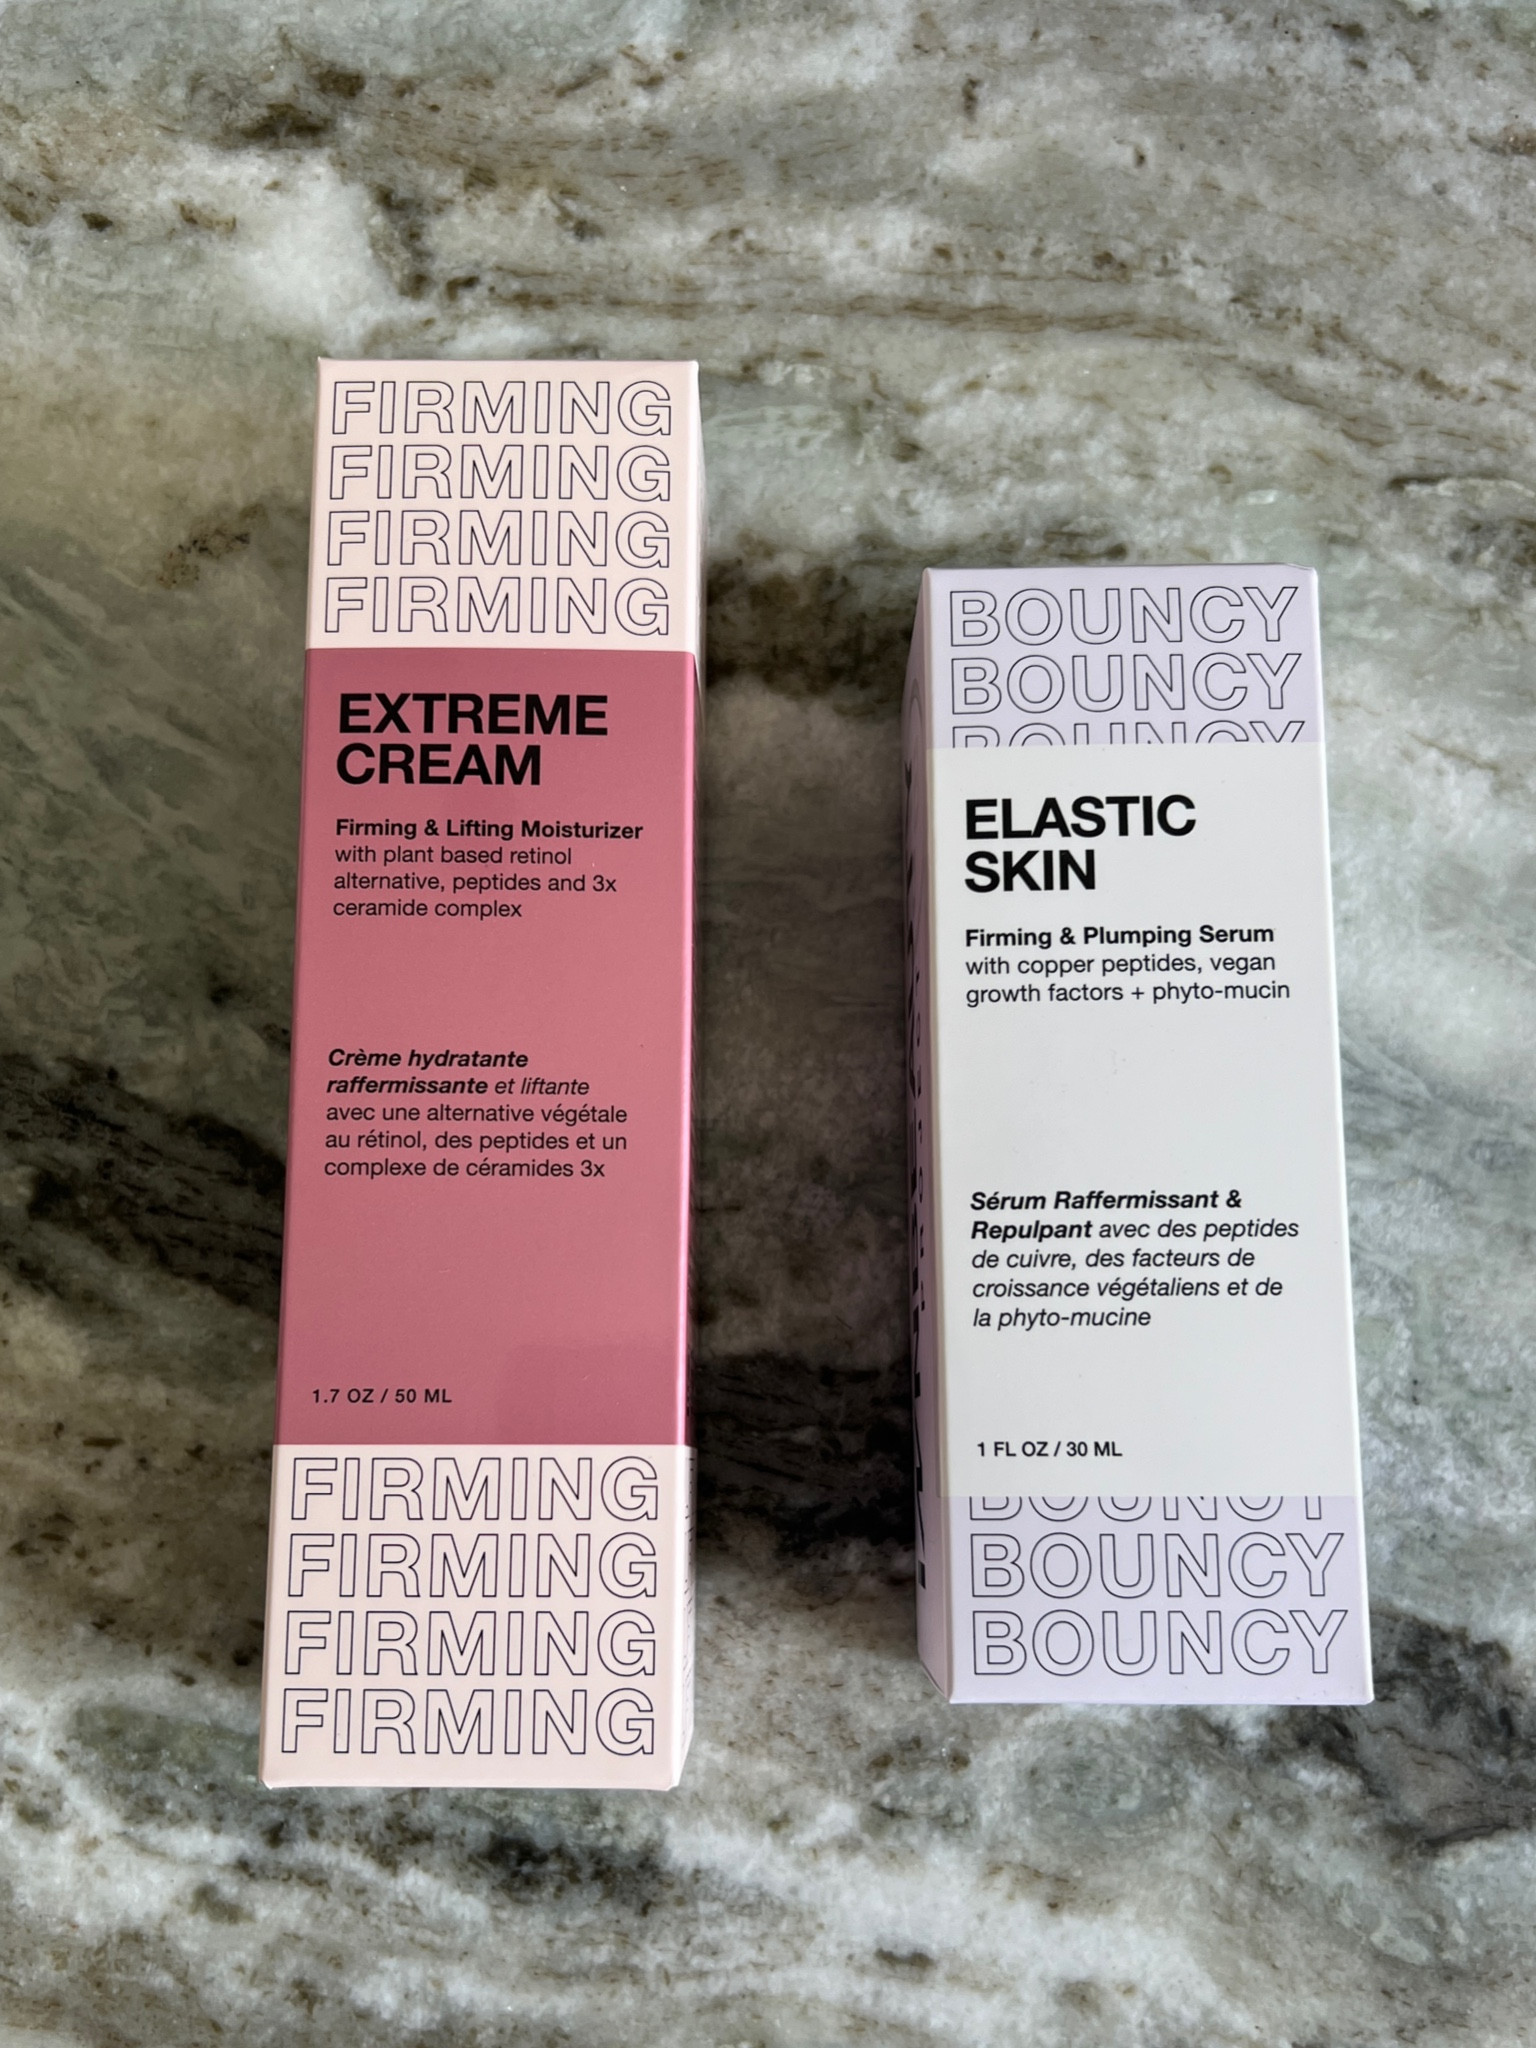 FIRMING
FIRMING
FIRMING
FIRMING
EXTREME
CREAM
Firming & Lifting Moisturizer
with plant based retinol
alternative, peptides and 3x
ceramide complex
Crème hydratante
raffermissante et liftante
avec une alternative végétale
au rétinol, des peptides et un
complexe de céramides 3x
1.7 OZ / 50 ML
FIRMING
FIRMING
FIRMING
FIRMING
BOUNCY
BOUNCY
BOUNCY
ELASTIC
SKIN
Firming & Plumping Serum
with copper peptides, vegan
growth factors + phyto-mucin
Sérum Raffermissant &
Repulpant avec des peptides
de cuivre, des facteurs de
croissance végétaliens et de
la phyto-mucine
1 FL OZ / 30 ML
BOUNCY
BOUNCY
BOUNCY